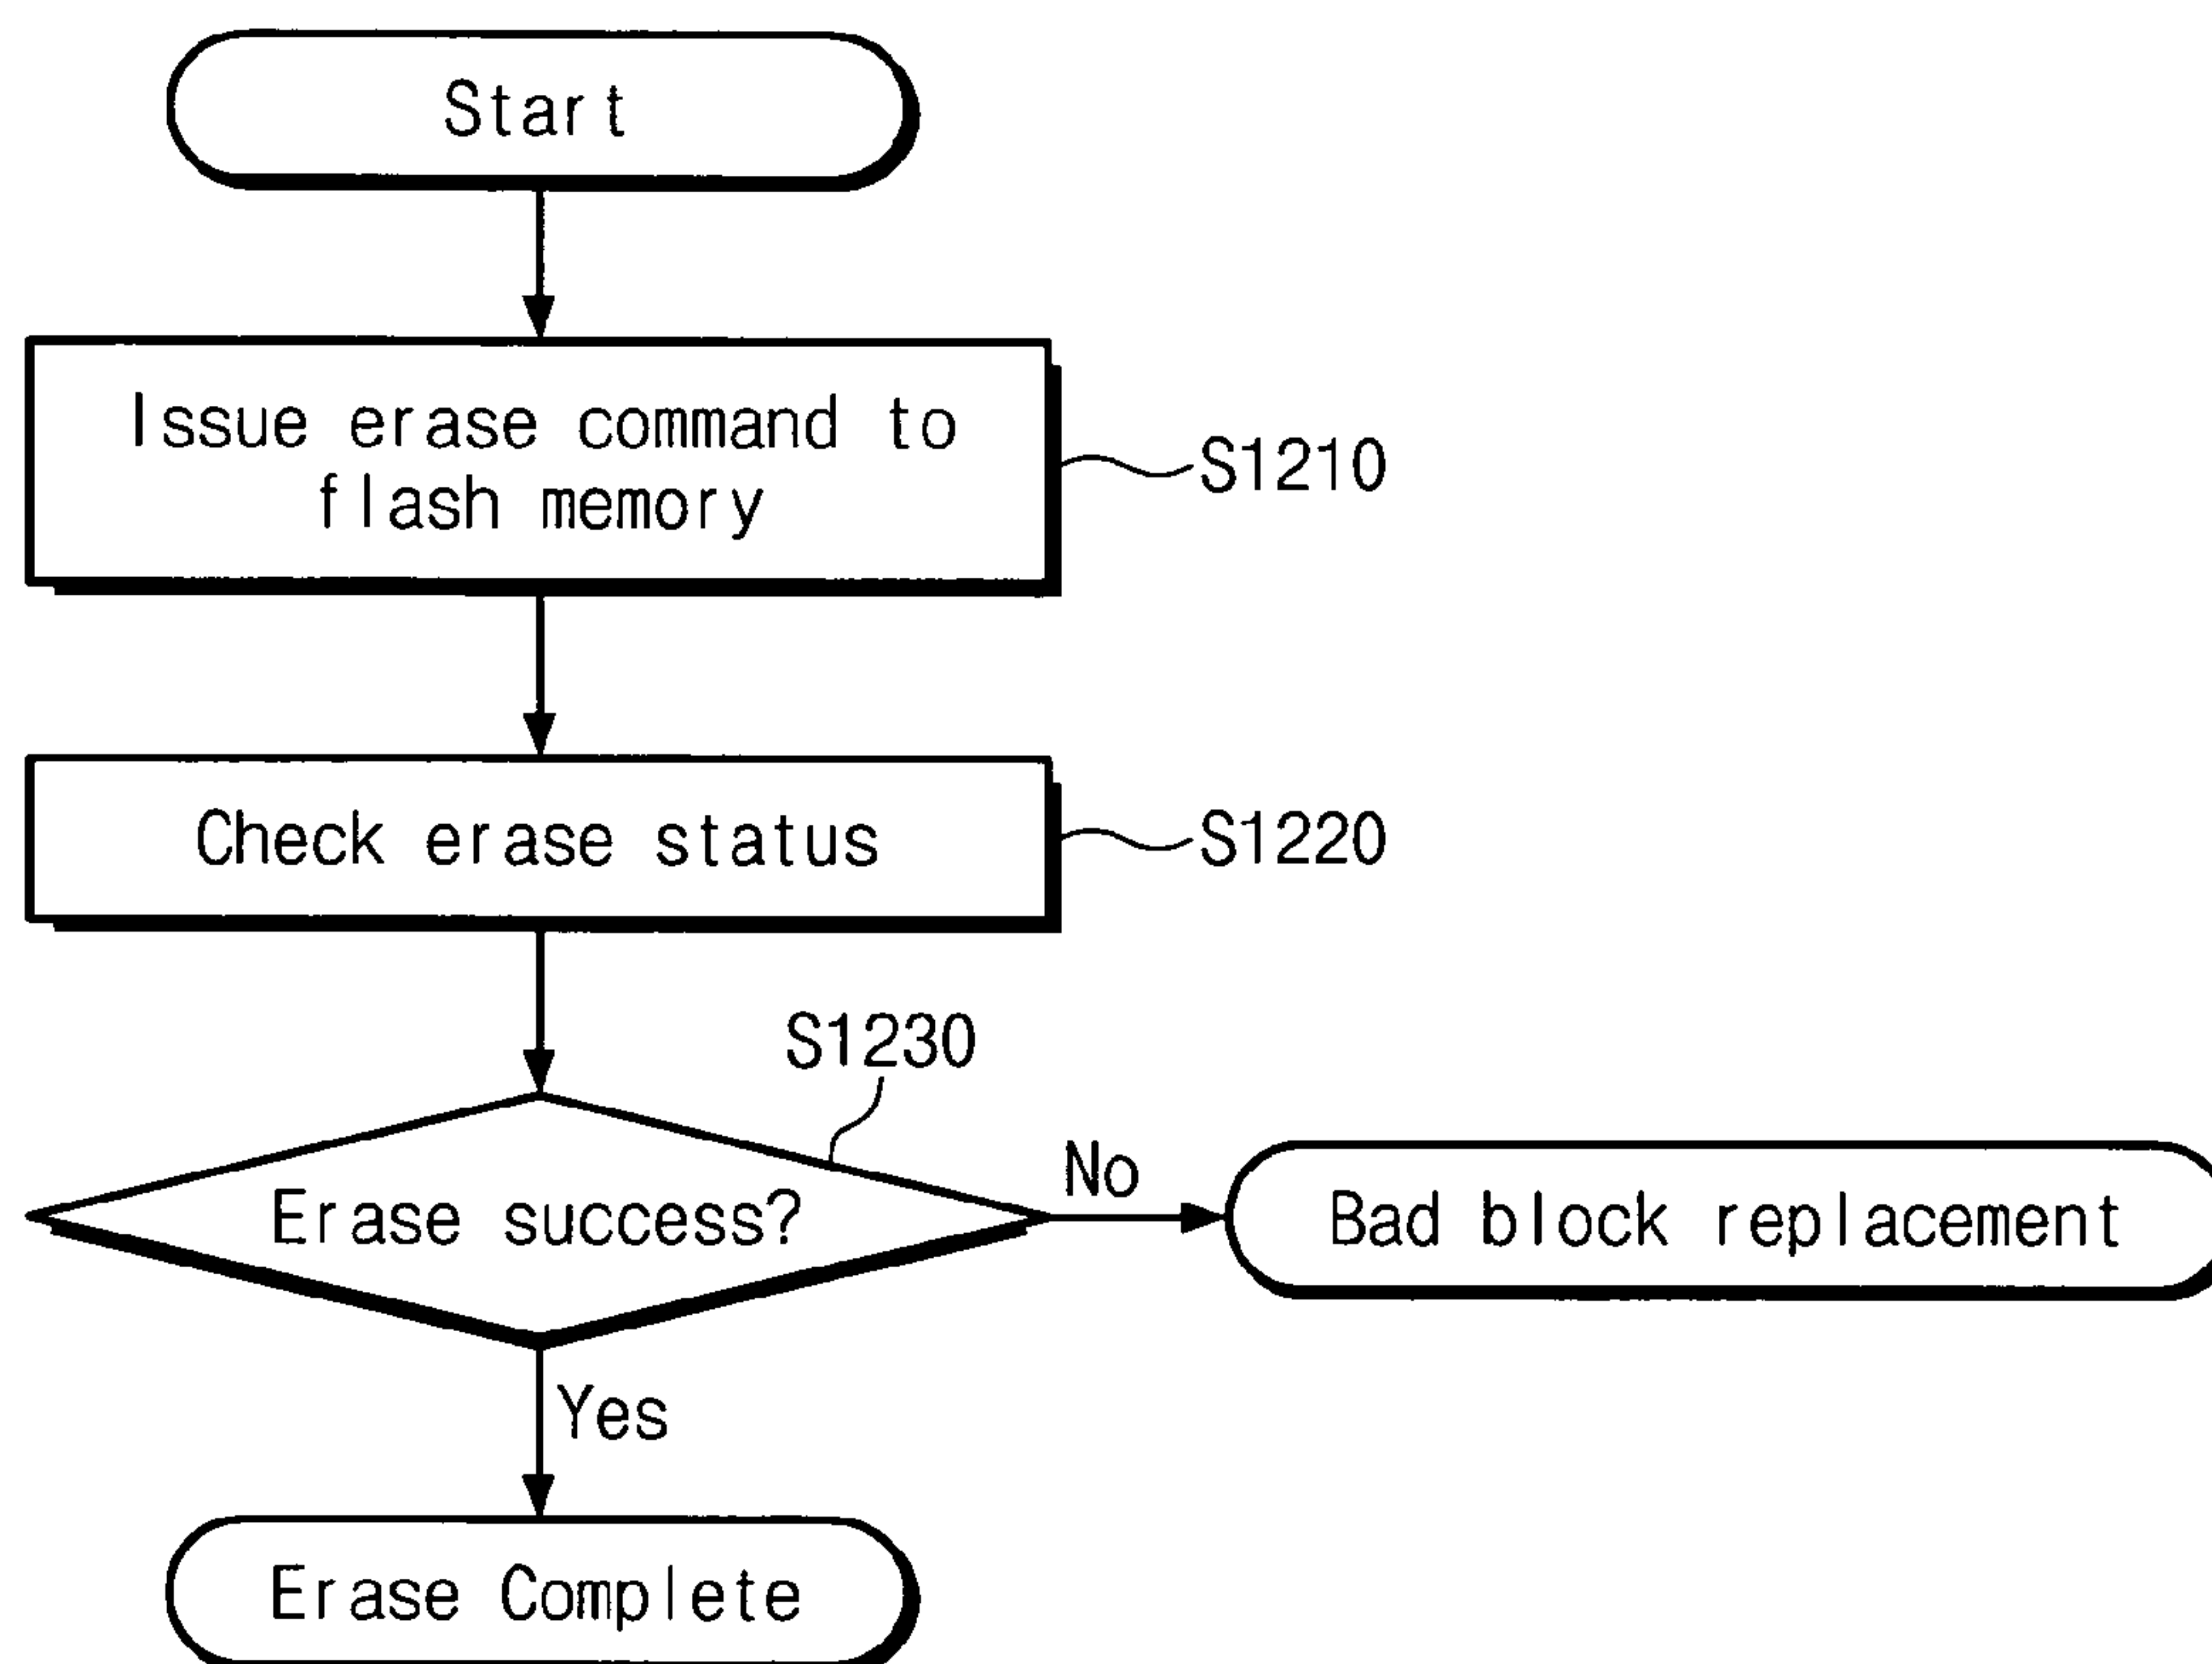 Start
Issue erase command to
flash memory
S1210
Check erase status
S1220
S1230
Erase success?
No
Bad block replacement
Yes
Erase Complete